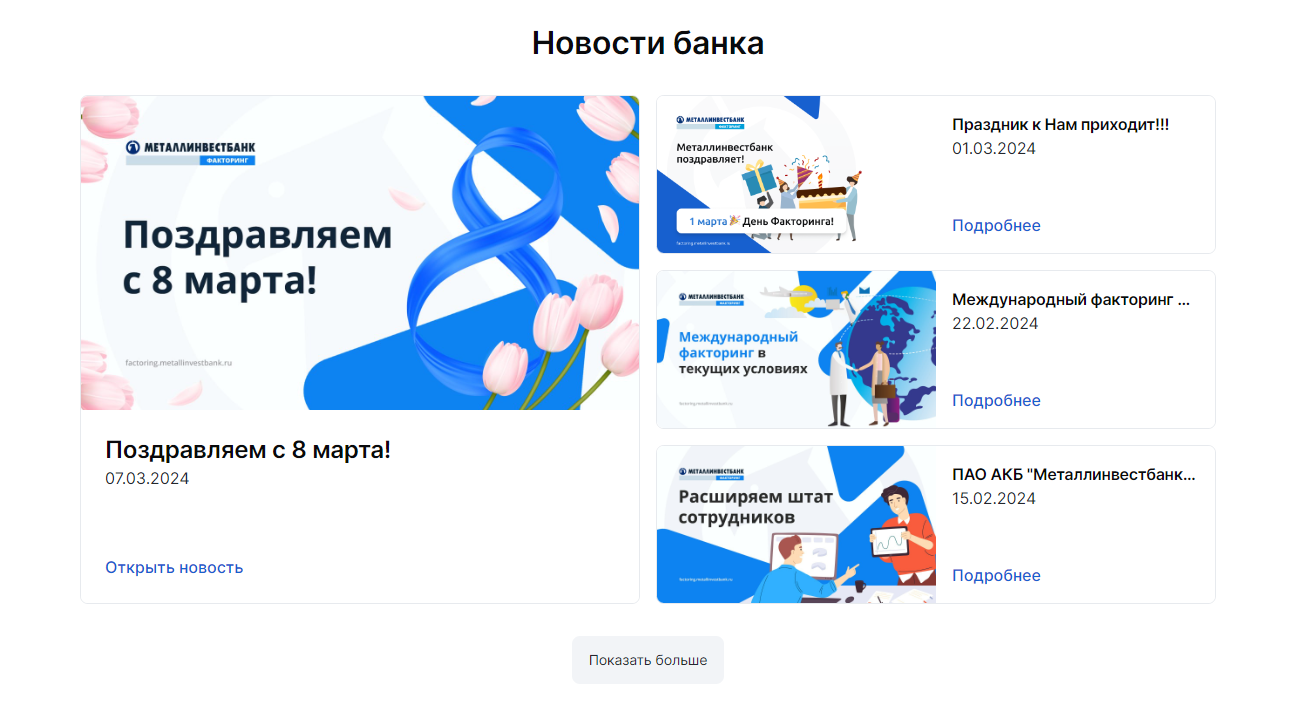 Новости банка
МЕТАЛЛИНВЕСТБАНК
ФАКТОРИНГ
Поздравляем
с 8 марта!
factoring.metallinvestbank.ru
Поздравляем с 8 марта!
07.03.2024
Открыть новость
МЕТАЛЛИНВЕСТБАНК
ФАКТОРИНГ
Металлинвестбанк
поздравляет!
1 марта День Факторинга!
factoring.metallinvestbank.ru
Праздник к Нам приходит!!!
01.03.2024
Подробнее
МЕТАЛЛИНВЕСТБАНК
ФАКТОРИНГ
Международный
факторинг в
текущих условиях
factoring.metallinvestbank.ru
Международный факторинг ...
22.02.2024
Подробнее
МЕТАЛЛИНВЕСТБАНК
ФАКТОРИНГ
Расширяем штат
сотрудников
factoring.metallinvestbank.ru
ПАО АКБ "Металлинвестбанк...
15.02.2024
Подробнее
Показать больше